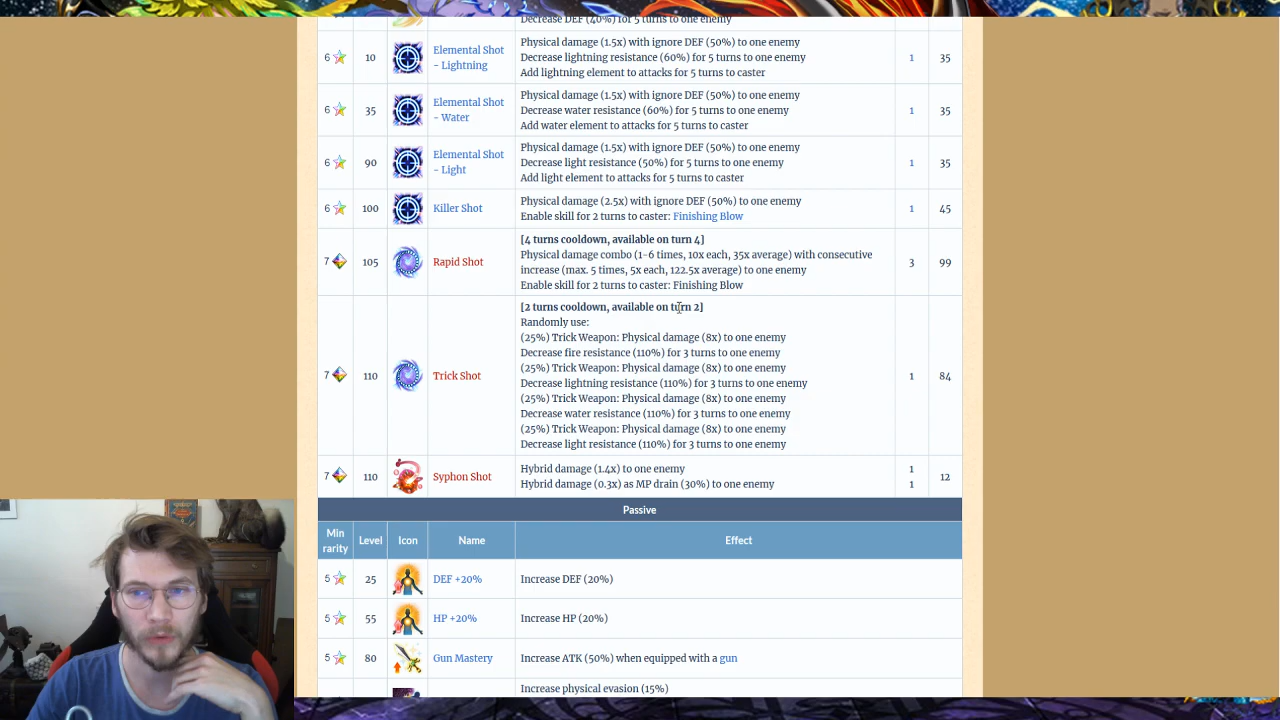 Decrease DEF (40%) for 5 turns to one enemy
6 10 Elemental Shot - Lightning
Physical damage (1.5x) with ignore DEF (50%) to one enemy
Decrease lightning resistance (60%) for 5 turns to one enemy
Add lightning element to attacks for 5 turns to caster
1 35
6 35 Elemental Shot - Water
Physical damage (1.5x) with ignore DEF (50%) to one enemy
Decrease water resistance (60%) for 5 turns to one enemy
Add water element to attacks for 5 turns to caster
1 35
6 90 Elemental Shot - Light
Physical damage (1.5x) with ignore DEF (50%) to one enemy
Decrease light resistance (50%) for 5 turns to one enemy
Add light element to attacks for 5 turns to caster
1 35
6 100 Killer Shot
Physical damage (2.5x) with ignore DEF (50%) to one enemy
Enable skill for 2 turns to caster: Finishing Blow
1 45
7 105 Rapid Shot
[4 turns cooldown, available on turn 4]
Physical damage combo (1-6 times, 10x each, 35x average) with consecutive
increase (max. 5 times, 5x each, 122.5x average) to one enemy
Enable skill for 2 turns to caster: Finishing Blow
3 99
7 110 Trick Shot
[2 turns cooldown, available on turn 2]
Randomly use:
(25%) Trick Weapon: Physical damage (8x) to one enemy
Decrease fire resistance (110%) for 3 turns to one enemy
(25%) Trick Weapon: Physical damage (8x) to one enemy
Decrease lightning resistance (110%) for 3 turns to one enemy
(25%) Trick Weapon: Physical damage (8x) to one enemy
Decrease water resistance (110%) for 3 turns to one enemy
(25%) Trick Weapon: Physical damage (8x) to one enemy
Decrease light resistance (110%) for 3 turns to one enemy
1 84
7 110 Syphon Shot
Hybrid damage (1.4x) to one enemy 1
Hybrid damage (0.3x) as MP drain (30%) to one enemy 1
12
Passive
Min rarity Level Icon Name Effect
5 25 DEF +20% Increase DEF (20%)
5 55 HP +20% Increase HP (20%)
5 80 Gun Mastery Increase ATK (50%) when equipped with a gun
Increase physical evasion (15%)